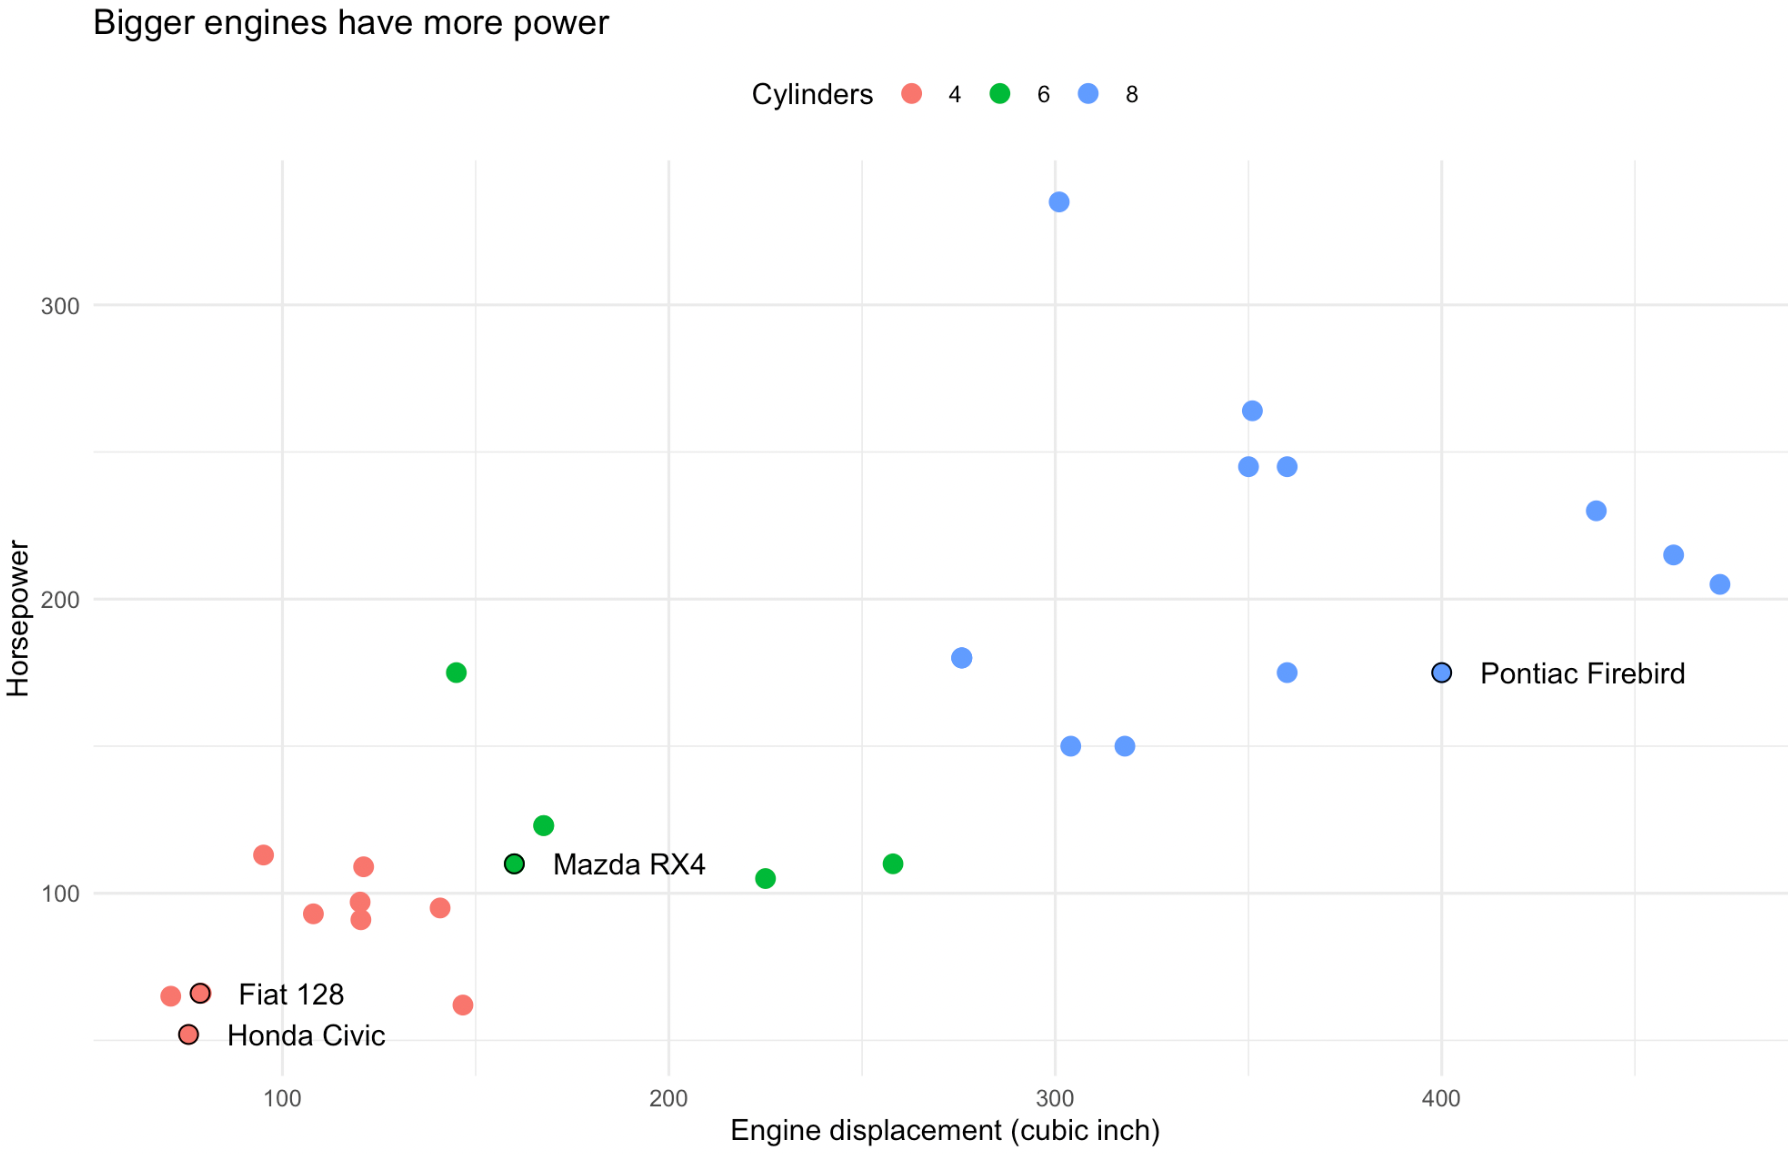 Bigger engines have more power
Cylinders 4 6 8
300
200
100
Horsepower
Pontiac Firebird
Mazda RX4
Fiat 128
Honda Civic
100 200 300 400
Engine displacement (cubic inch)